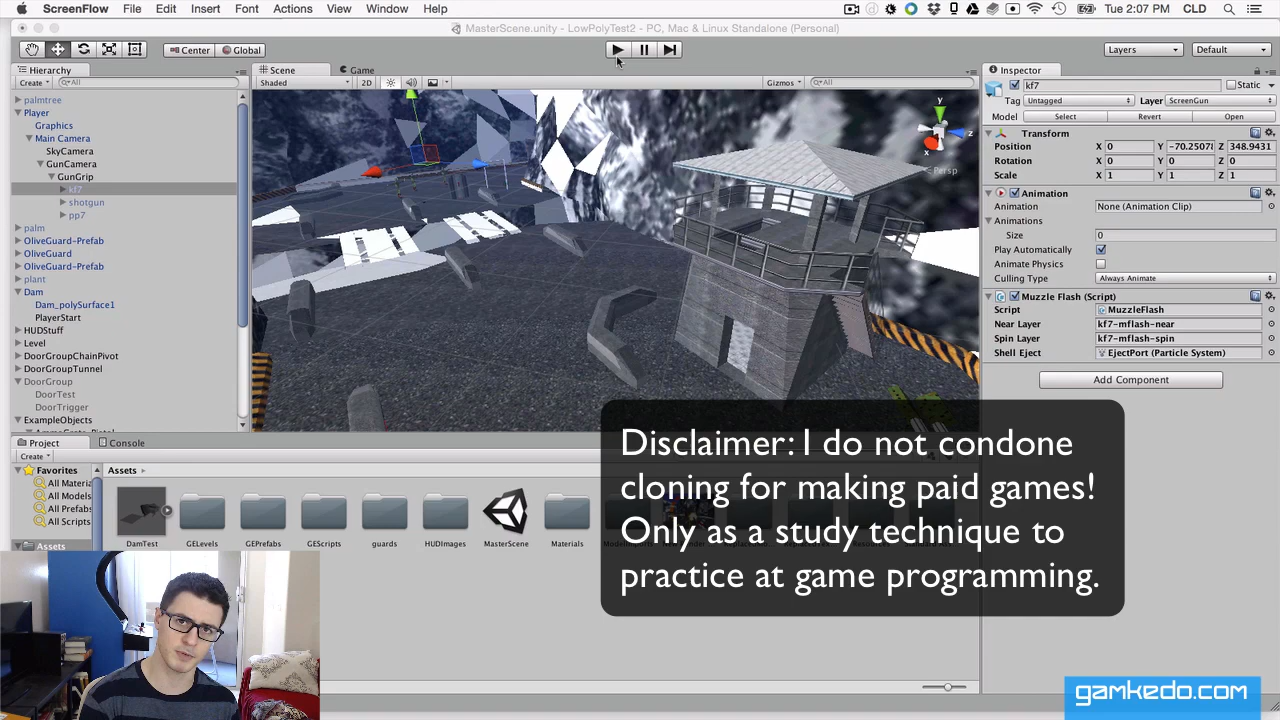 ScreenFlow File Edit Insert Font Actions View Window Help Tue 2:07 PM CLD
MasterScene.unity - LowPolyTest2 - PC, Mac & Linux Standalone (Personal)
Center Global Layers Default
Hierarchy
Create All
palmtree
Player
Graphics
Main Camera
SkyCamera
GunCamera
GunGrip
kf7
shotgun
pp7
palm
OliveGuard-Prefab
OliveGuard
OliveGuard-Prefab
plant
Dam
Dam_polySurface1
PlayerStart
HUDStuff
Level
DoorGroupChainPivot
DoorGroupTunnel
DoorGroup
DoorTest
DoorTrigger
ExampleObjects
Scene Game
Shaded 2D Gizmos All
y
z
x
Persp
Inspector
kf7 Static
Tag Untagged Layer ScreenGun
Model Select Revert Open
Transform
Position X 0 Y -70.25078 Z 348.9431
Rotation X 0 Y 0 Z 0
Scale X 1 Y 1 Z 1
Animation
Animation None (Animation Clip)
Animations
Size 0
Play Automatically
Animate Physics
Culling Type Always Animate
Muzzle Flash (Script)
Script MuzzleFlash
Near Layer kf7-mflash-near
Spin Layer kf7-mflash-spin
Shell Eject EjectPort (Particle System)
Add Component
Project Console
Create
Favorites
All Materia
All Models
All Prefabs
All Scripts
Assets
Assets
DamTest GELevels GEPrefabs GEScripts guards HUDImages MasterScene Materials
Disclaimer: I do not condone
cloning for making paid games!
Only as a study technique to
practice at game programming.
gamkedo.com